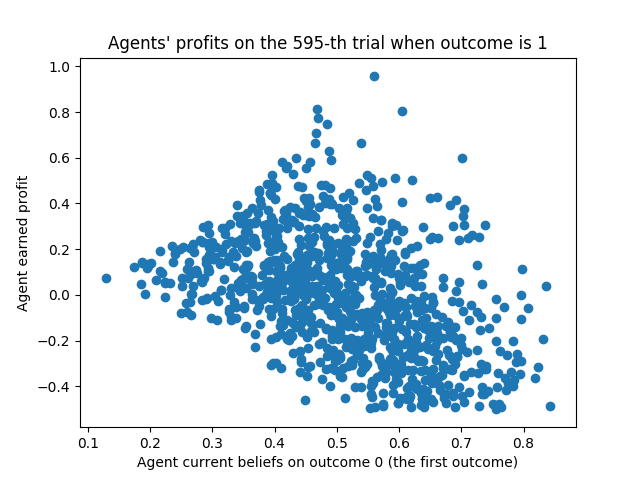 Agents' profits on the 595-th trial when outcome is 1
1.0
0.8
0.6
0.4
0.2
0.0
−0.2
−0.4
Agent earned profit
0.1 0.2 0.3 0.4 0.5 0.6 0.7 0.8
Agent current beliefs on outcome 0 (the first outcome)